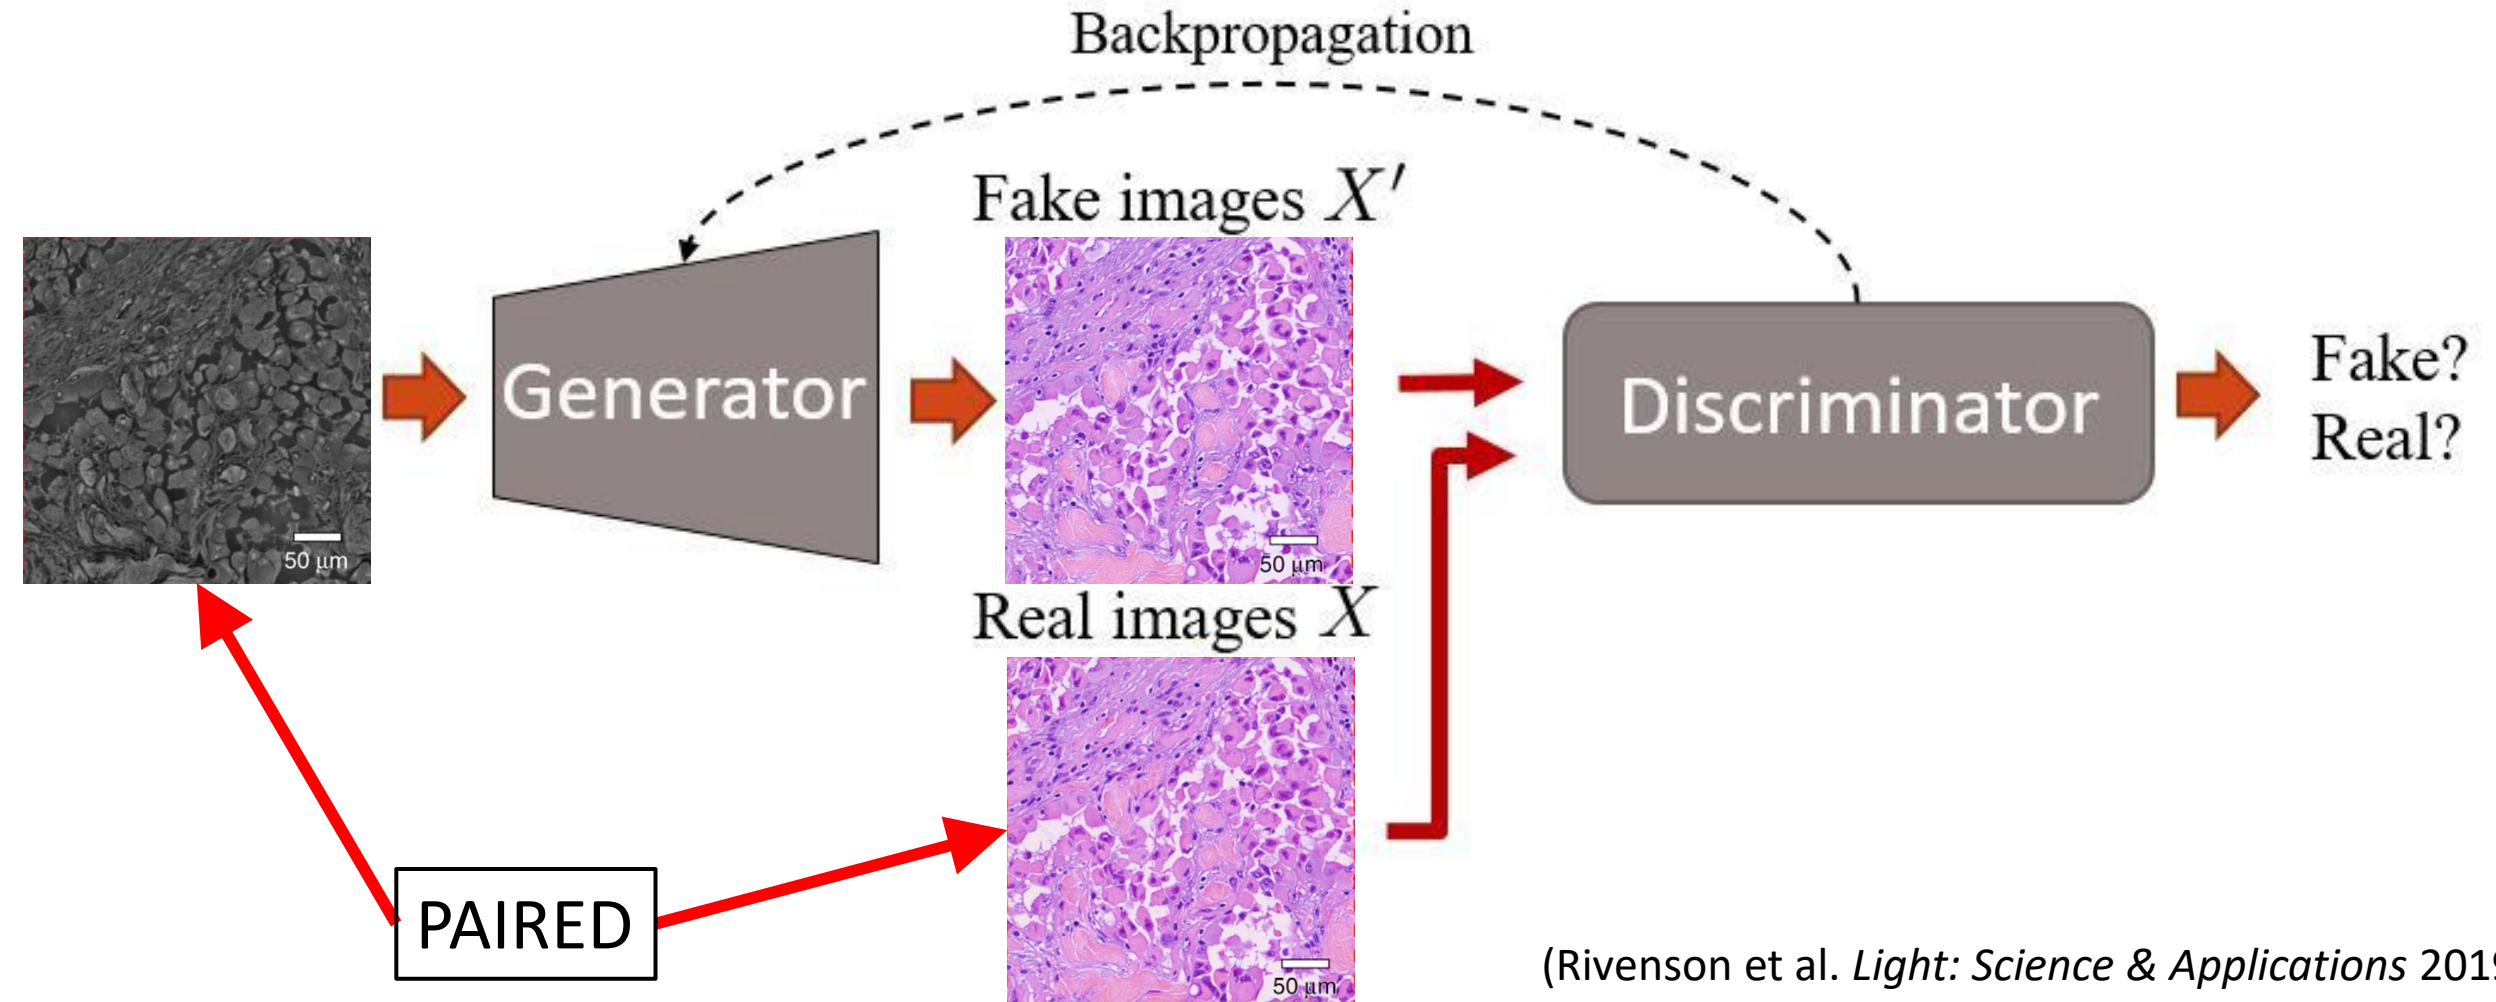 Backpropagation
Fake images X′
Generator
Discriminator
Fake?
Real?
50 μm
50 μm
Real images X
PAIRED
50 μm
(Rivenson et al. Light: Science & Applications 2019